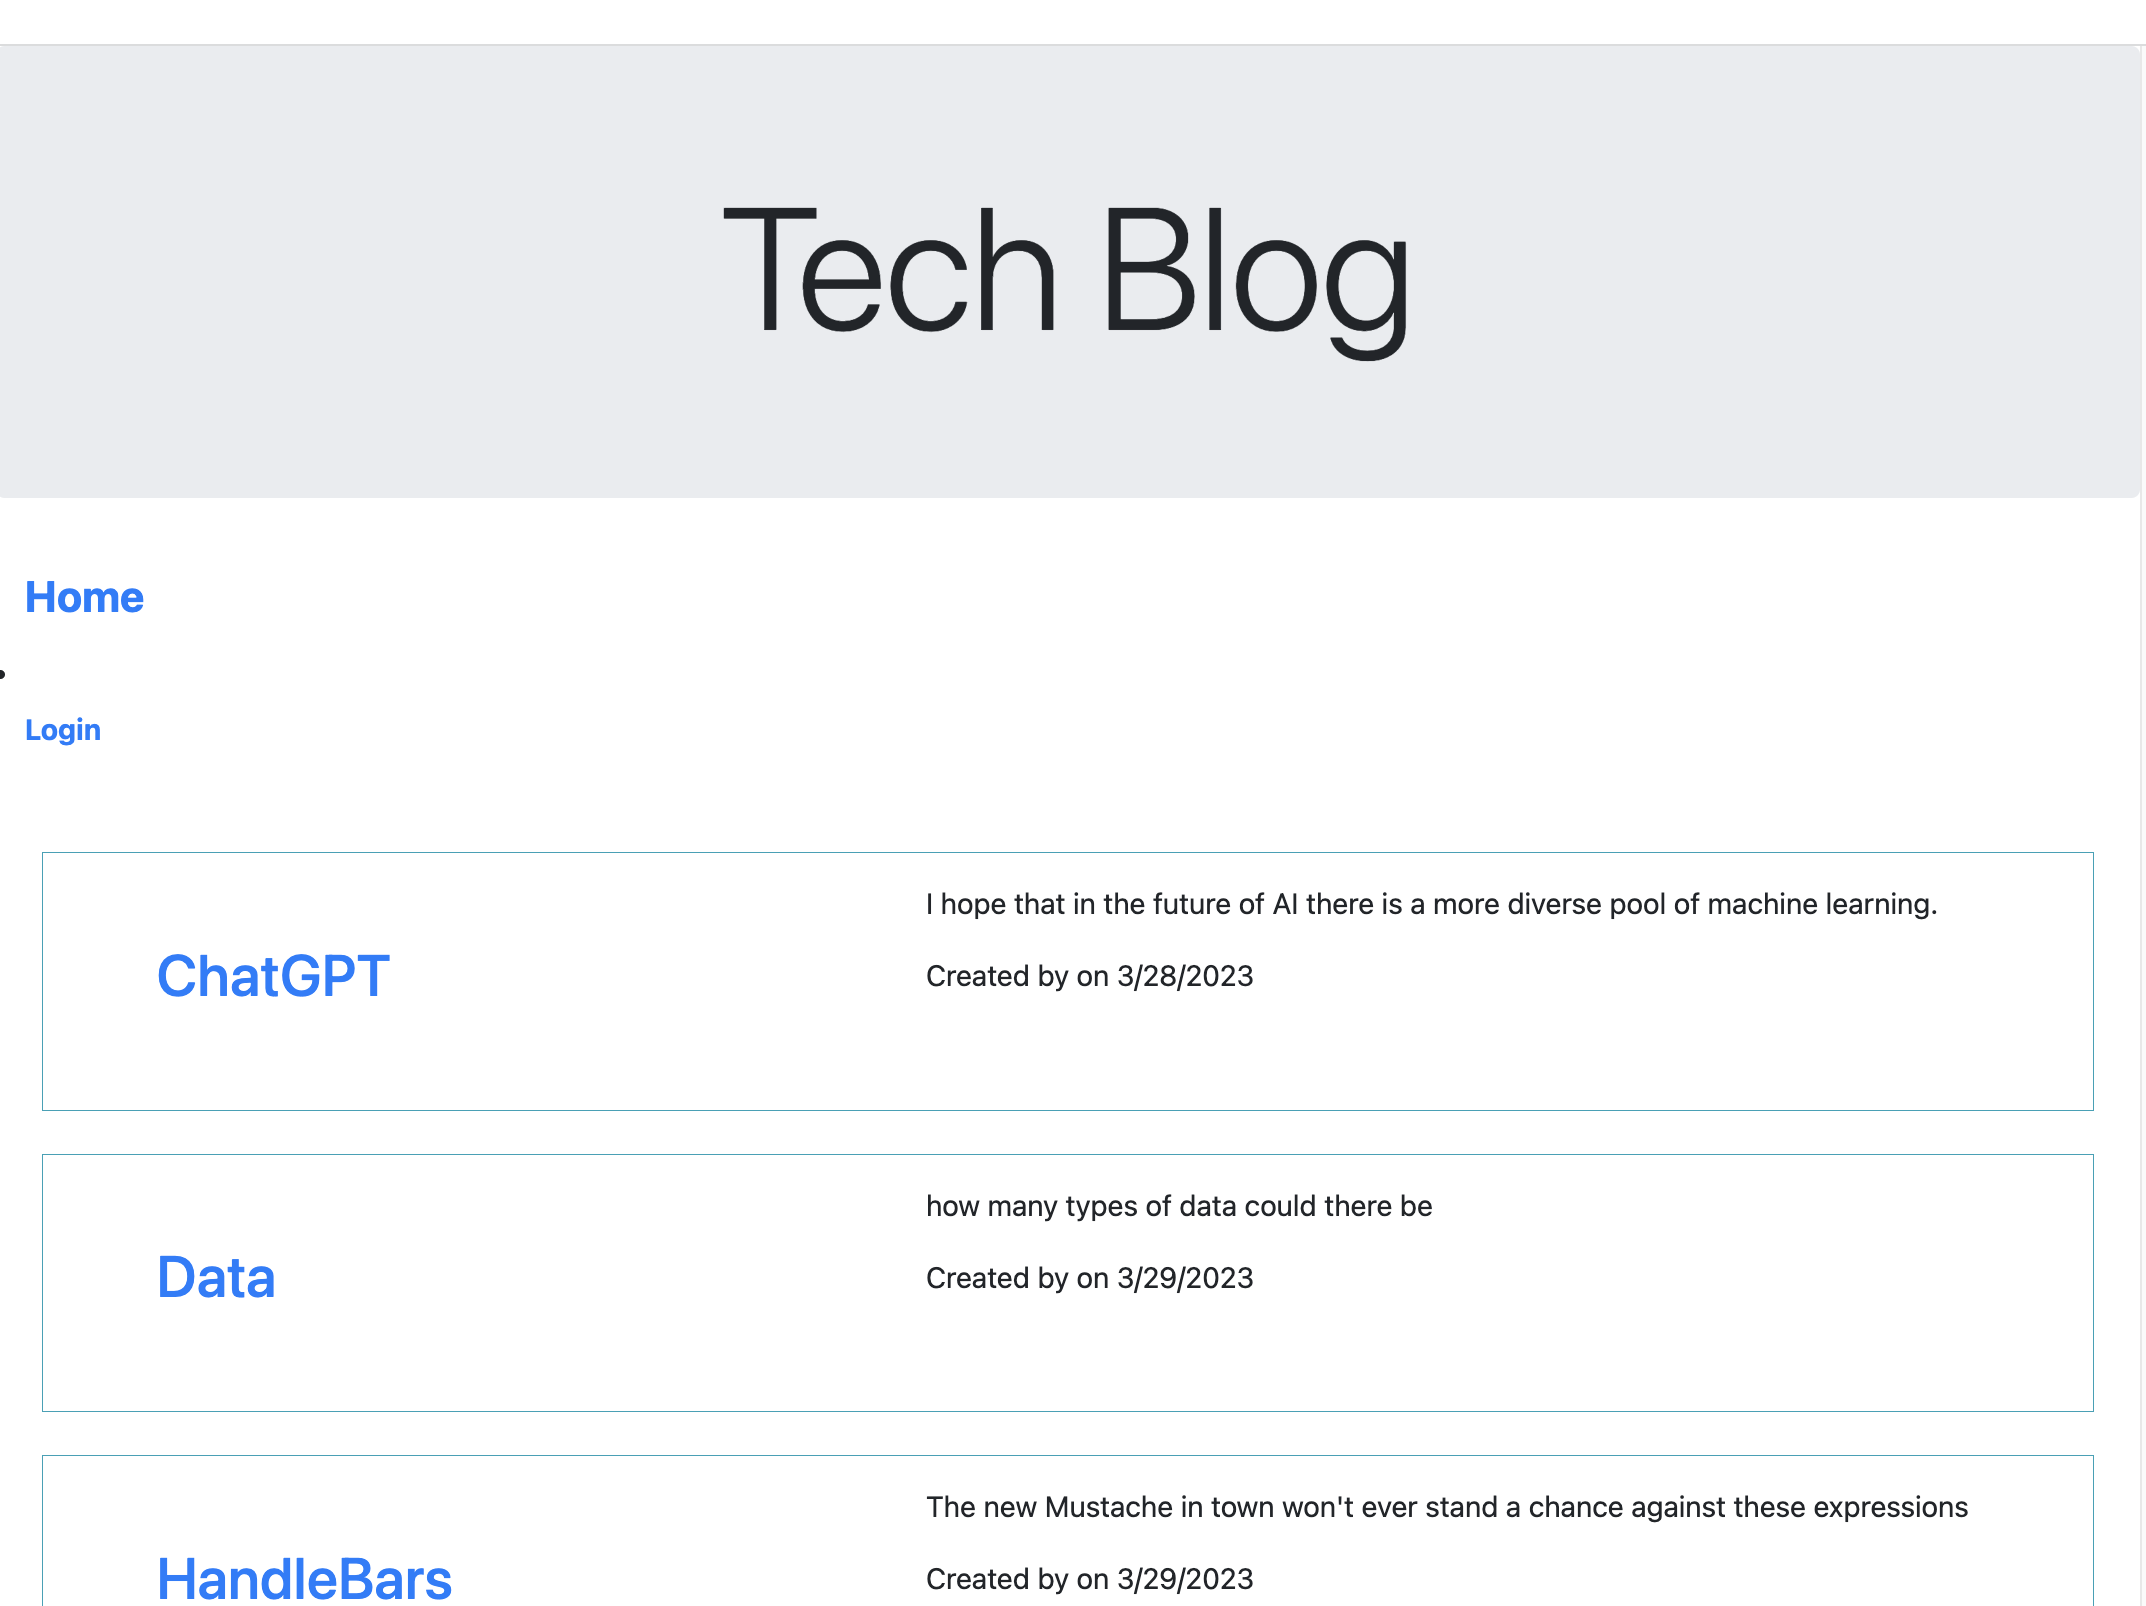 Tech Blog
Home
Login
I hope that in the future of AI there is a more diverse pool of machine learning.
ChatGPT
Created by on 3/28/2023
how many types of data could there be
Data
Created by on 3/29/2023
The new Mustache in town won't ever stand a chance against these expressions
HandleBars
Created by on 3/29/2023